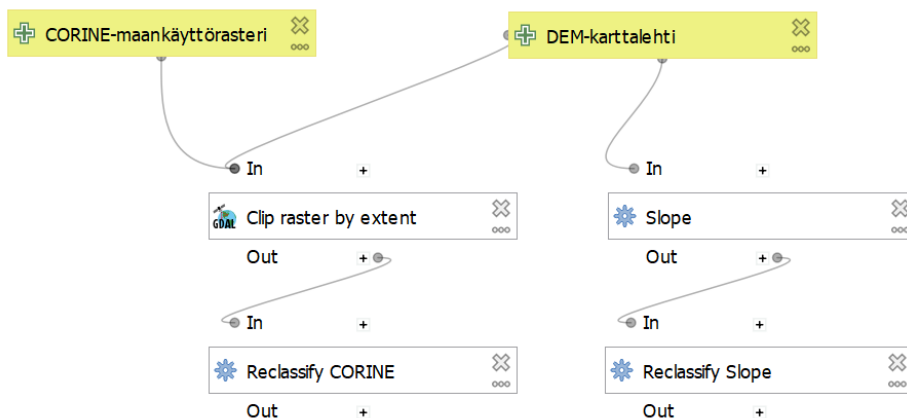 CORINE-maankäyttörasteri
DEM-karttalehti
In +
In +
GDAL Clip raster by extent
Slope
Out +
Out +
In +
In +
Reclassify CORINE
Reclassify Slope
Out +
Out +